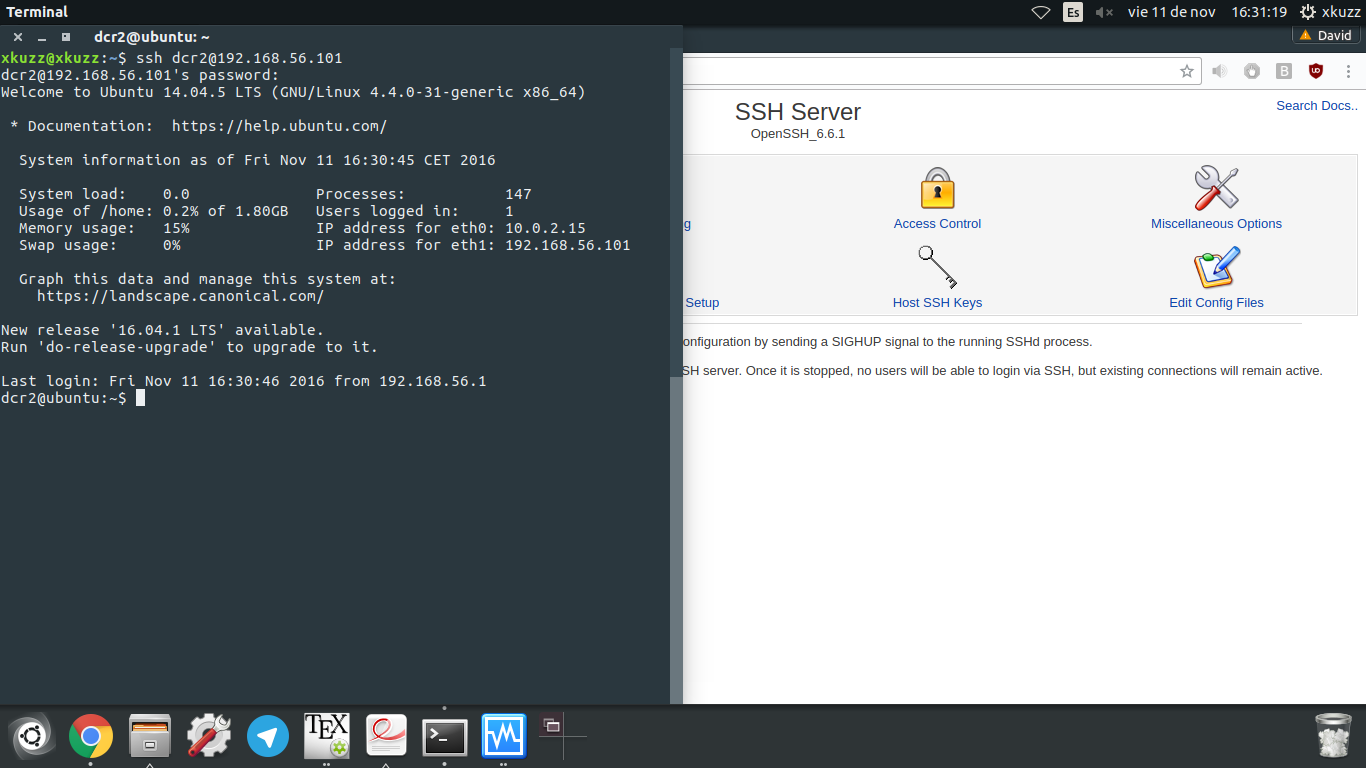 Terminal
Es
vie 11 de nov
16:31:19
xkuzz
dcr2@ubuntu: ~
David
xkuzz@xkuzz:~$ ssh dcr2@192.168.56.101
dcr2@192.168.56.101's password:
Welcome to Ubuntu 14.04.5 LTS (GNU/Linux 4.4.0-31-generic x86_64)
* Documentation:  https://help.ubuntu.com/
System information as of Fri Nov 11 16:30:45 CET 2016
System load:    0.0              Processes:           147
Usage of /home: 0.2% of 1.80GB   Users logged in:     1
Memory usage:   15%              IP address for eth0: 10.0.2.15
Swap usage:     0%               IP address for eth1: 192.168.56.101
Graph this data and manage this system at:
https://landscape.canonical.com/
New release '16.04.1 LTS' available.
Run 'do-release-upgrade' to upgrade to it.
Last login: Fri Nov 11 16:30:46 2016 from 192.168.56.1
dcr2@ubuntu:~$
B
SSH Server
OpenSSH_6.6.1
Search Docs..
g
Access Control
Miscellaneous Options
Setup
Host SSH Keys
Edit Config Files
onfiguration by sending a SIGHUP signal to the running SSHd process.
SH server. Once it is stopped, no users will be able to login via SSH, but existing connections will remain active.
TEX